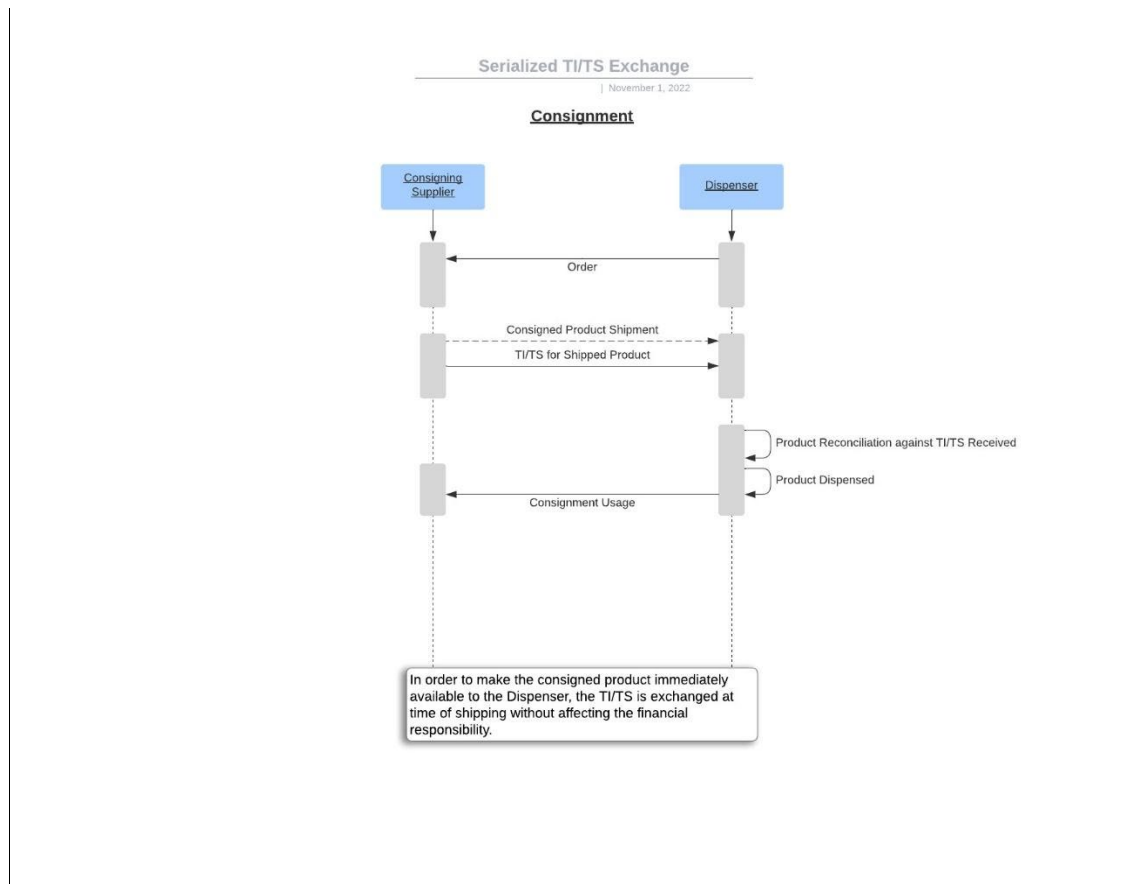 Serialized TI/TS Exchange
| November 1, 2022
Consignment
Consigning
Supplier
Dispenser
Order
Consigned Product Shipment
TI/TS for Shipped Product
Product Reconciliation against TI/TS Received
Product Dispensed
Consignment Usage
In order to make the consigned product immediately
available to the Dispenser, the TI/TS is exchanged at
time of shipping without affecting the financial
responsibility.